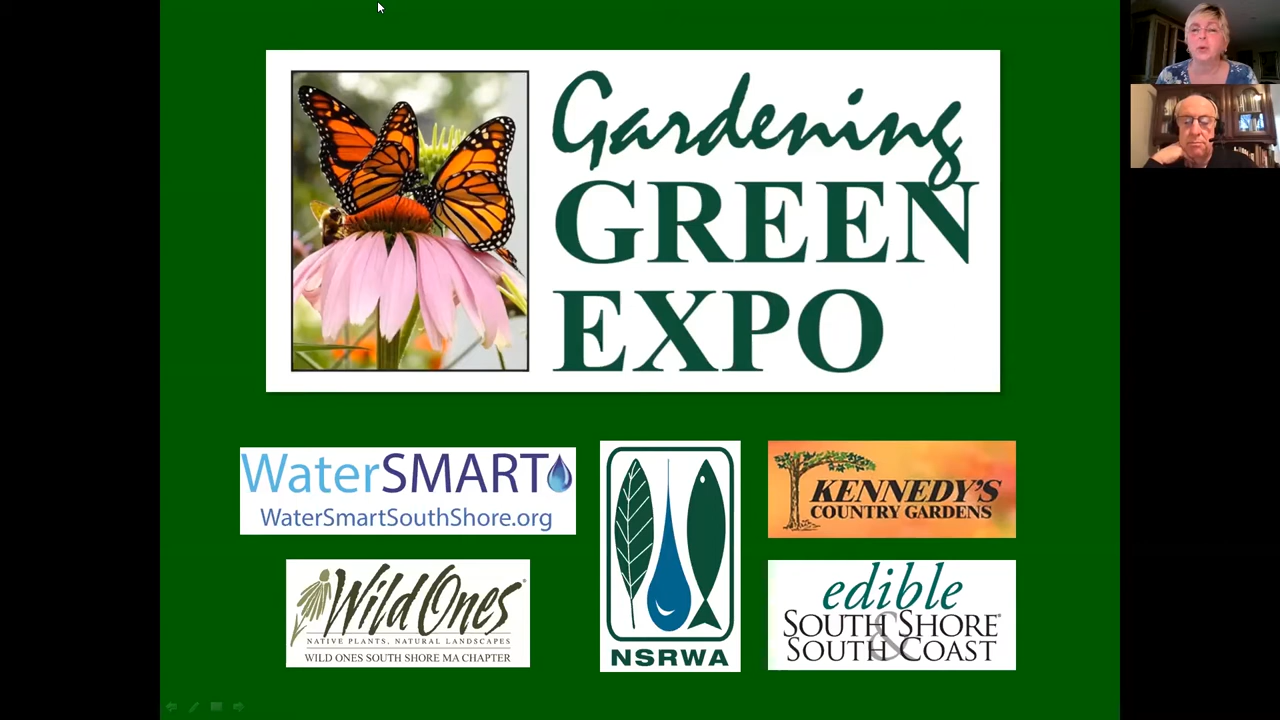 Gardening
GREEN
EXPO
WaterSMART
WaterSmartSouthShore.org
NSRWA
KENNEDY'S
COUNTRY GARDENS
Wild Ones®
NATIVE PLANTS, NATURAL LANDSCAPES
WILD ONES SOUTH SHORE MA CHAPTER
edible
SOUTH SHORE®
&
SOUTH COAST